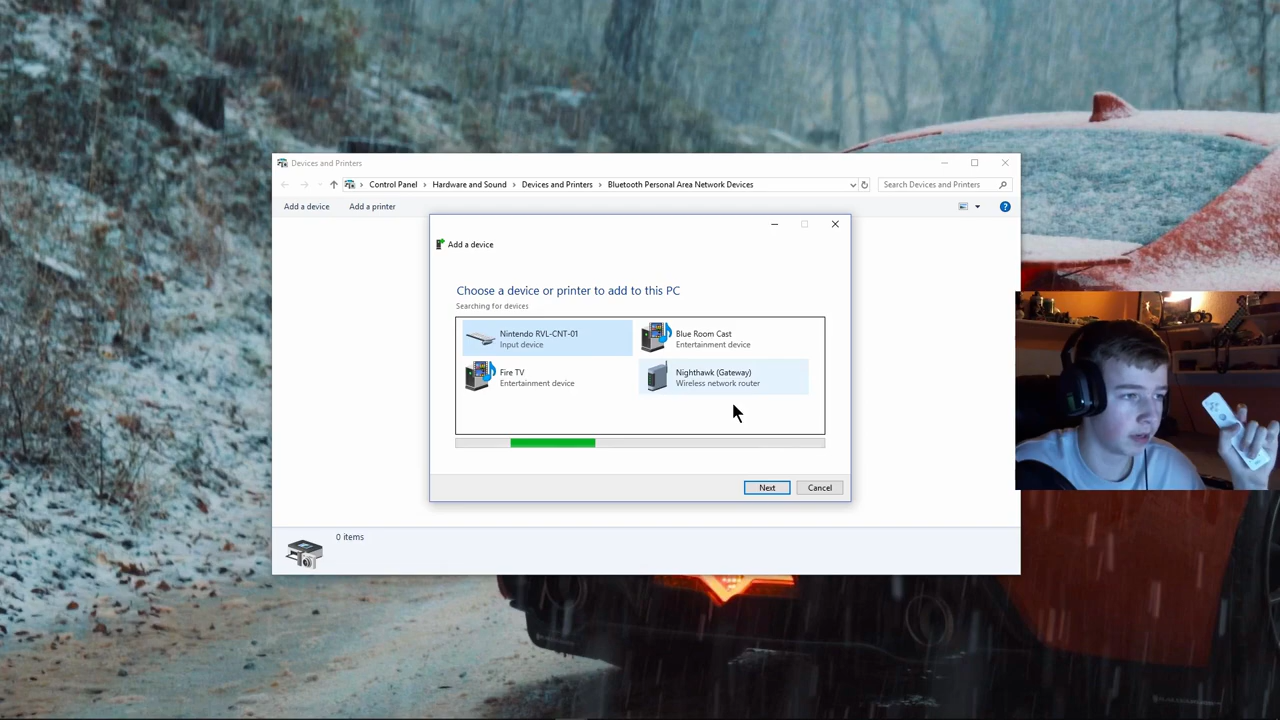 Devices and Printers
Control Panel > Hardware and Sound > Devices and Printers > Bluetooth Personal Area Network Devices
Search Devices and Printers
Add a device
Add a printer
Add a device
Choose a device or printer to add to this PC
Searching for devices
Nintendo RVL-CNT-01
Input device
Blue Room Cast
Entertainment device
Fire TV
Entertainment device
Nighthawk (Gateway)
Wireless network router
Next
Cancel
0 items